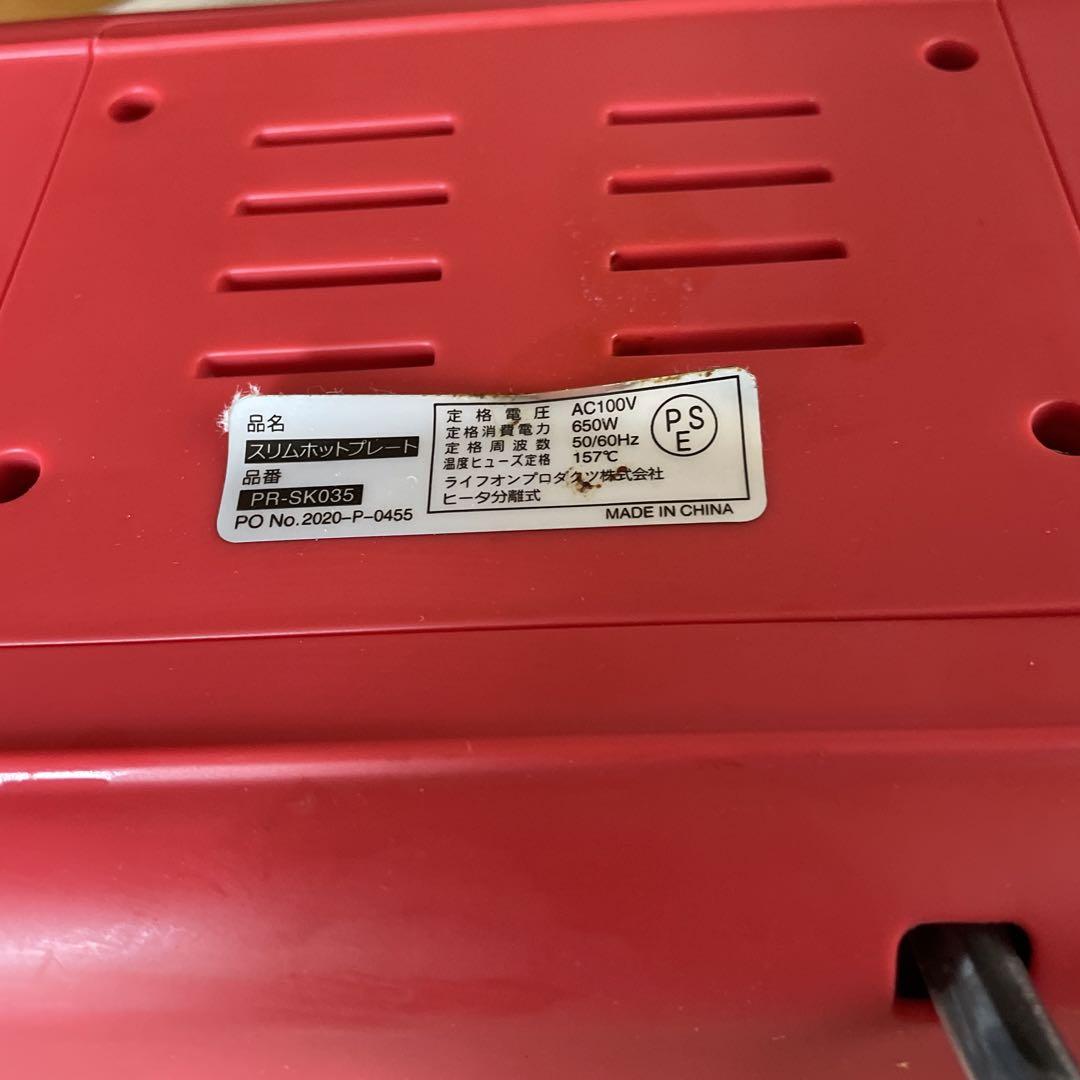 品名
スリムホットプレート
品番
PR-SK035
PO No. 2020-P-0455
定格電圧 AC100V
定格消費電力 650W
定格周波数 50/60Hz
温度ヒューズ定格 157℃
ライフオンプロダクツ株式会社
ヒータ分離式
PSE
MADE IN CHINA